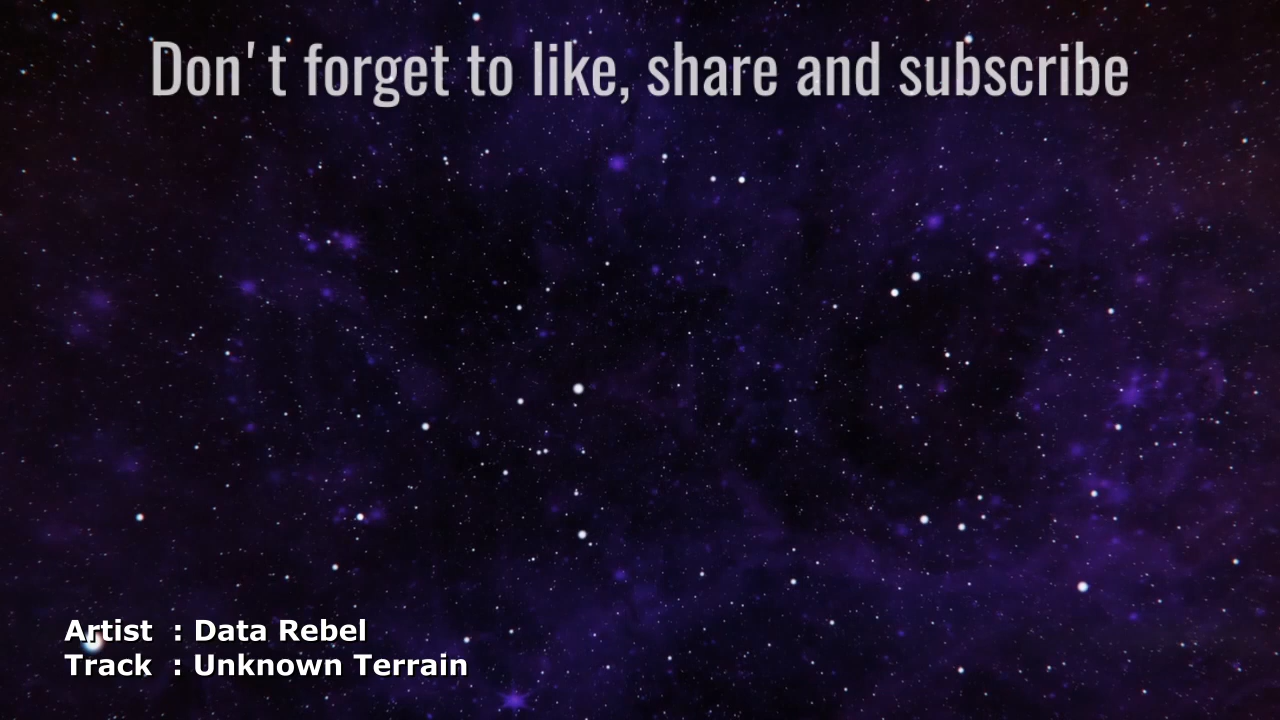 Don't forget to like, share and subscribe
Artist : Data Rebel
Track : Unknown Terrain